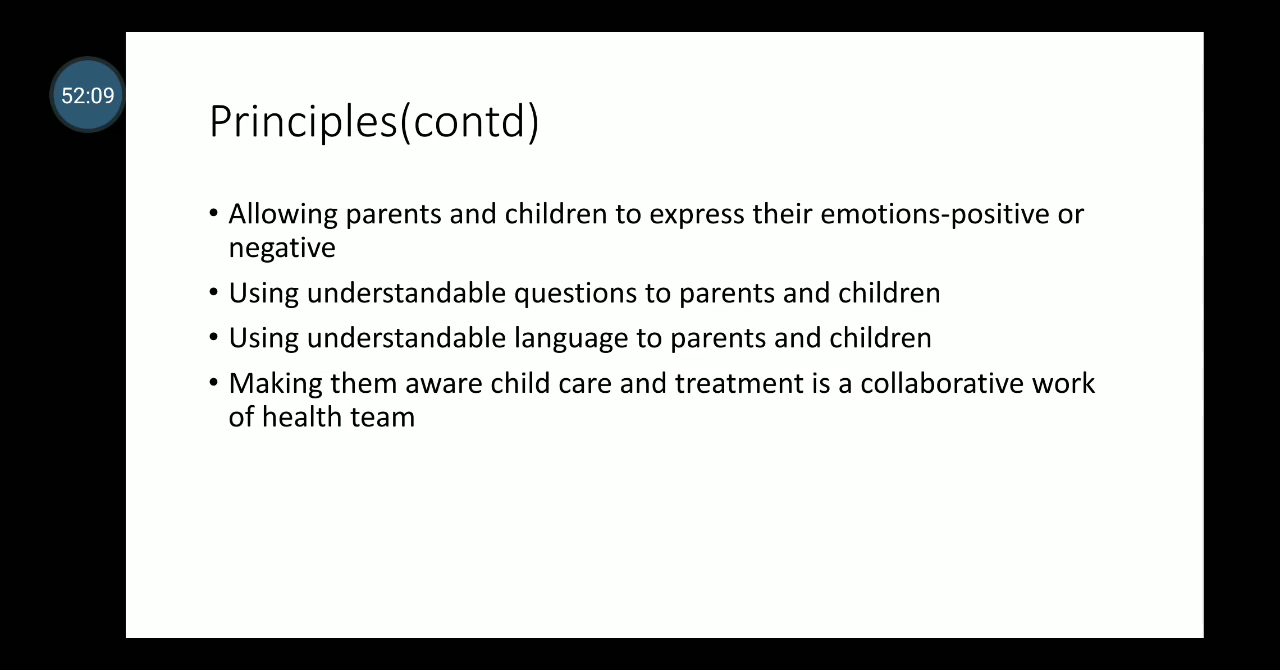 52:09
Principles(contd)
• Allowing parents and children to express their emotions-positive or
negative
• Using understandable questions to parents and children
• Using understandable language to parents and children
• Making them aware child care and treatment is a collaborative work
of health team